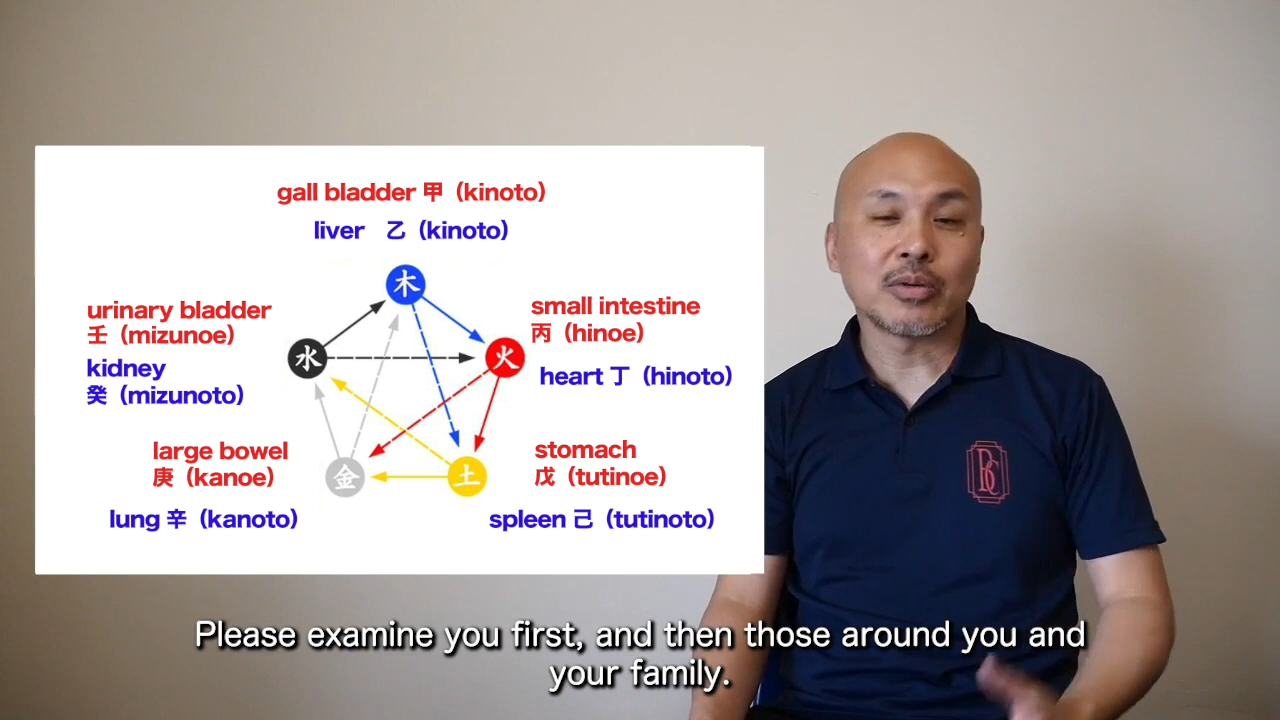 gall bladder 甲（kinoto）
liver 乙（kinoto）
木
urinary bladder
壬（mizunoe）
kidney
癸（mizunoto）
水
火
small intestine
丙（hinoe）
heart 丁（hinoto）
large bowel
庚（kanoe）
lung 辛（kanoto）
金
土
stomach
戊（tutinoe）
spleen 己（tutinoto）
BC
Please examine you first, and then those around you and
your family.